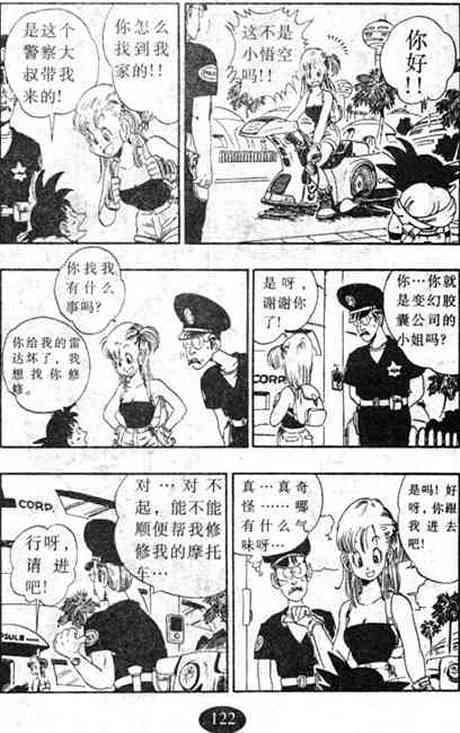 你
好!!
这不是
小悟空
吗!!
POLICE
你怎么
找到我
家的!!
是这个
警察大
叔带我
来的!
你…你就
是变幻胶
囊公司的
小姐吗?
是呀,
谢谢你
了!
CORP
你找我
有什么
事吗?
你给我的雷
达坏了,我
想找你修
修。
是吗!好
呀,你跟
我进去
吧!
真…真奇
怪……哪
有什么气
味呀…
对…对不
起,能不能
顺便帮我修
修我的摩托
车…
CORP.
行呀,
请进
吧!
PSULE
122